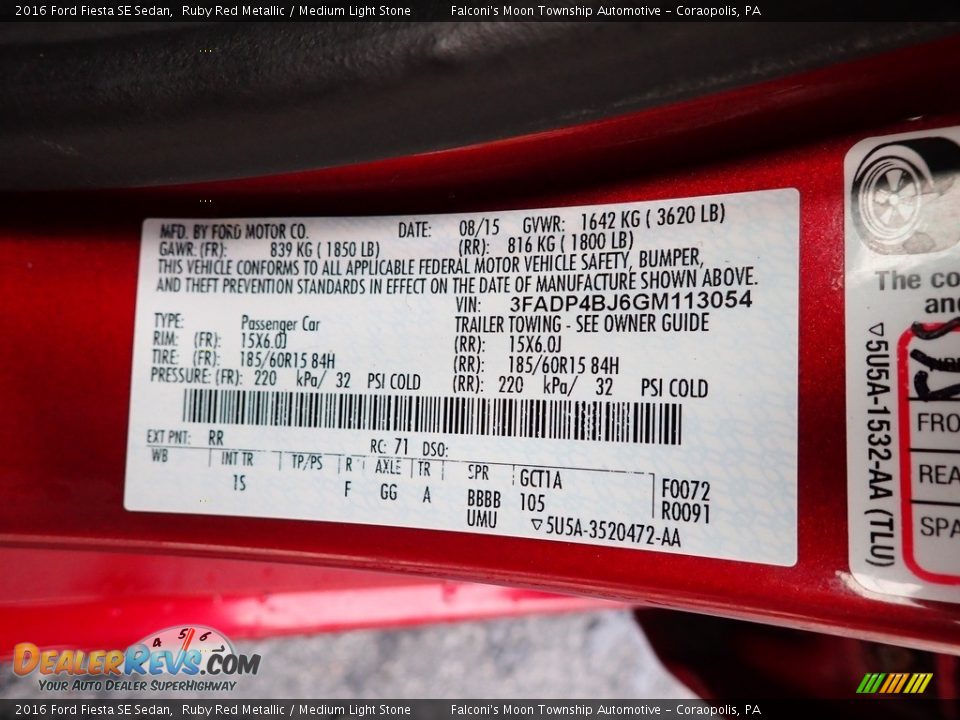 2016 Ford Fiesta SE Sedan, Ruby Red Metallic / Medium Light Stone Falconi's Moon Township Automotive - Coraopolis, PA
MFD. BY FORD MOTOR CO. DATE: 08/15 GVWR: 1642 KG ( 3620 LB)
GAWR: (FR): 839 KG ( 1850 LB) (RR): 816 KG ( 1800 LB)
THIS VEHICLE CONFORMS TO ALL APPLICABLE FEDERAL MOTOR VEHICLE SAFETY, BUMPER,
AND THEFT PREVENTION STANDARDS IN EFFECT ON THE DATE OF MANUFACTURE SHOWN ABOVE.
VIN: 3FADP4BJ6GM113054
TYPE: Passenger Car TRAILER TOWING - SEE OWNER GUIDE
RIM: (FR): 15X6.0J (RR): 15X6.0J
TIRE: (FR): 185/60R15 84H (RR): 185/60R15 84H
PRESSURE: (FR): 220 kPa/ 32 PSI COLD (RR): 220 kPa/ 32 PSI COLD
EXT PNT: RR RC: 71 DSO:
WB INT TR TP/PS R AXLE TR SPR GCT1A F0072
IS F GG A BBBB 105 R0091
UMU ▽5U5A-3520472-AA
The co
and
▽5U5A-1532-AA (TLU)
FRO
REA
SPA
4 5 6
DEALERREVS.COM
YOUR AUTO DEALER SUPERHIGHWAY
2016 Ford Fiesta SE Sedan, Ruby Red Metallic / Medium Light Stone Falconi's Moon Township Automotive - Coraopolis, PA